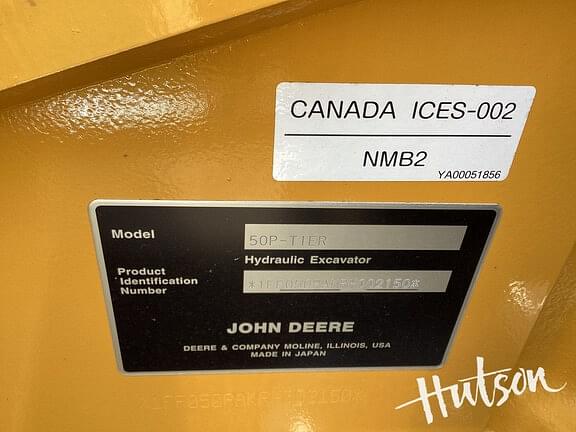 CANADA ICES-002
NMB2
YA00051856
Model
50P-TIER
Hydraulic Excavator
Product
Identification
Number
JOHN DEERE
DEERE & COMPANY MOLINE, ILLINOIS, USA
MADE IN JAPAN
Hutson